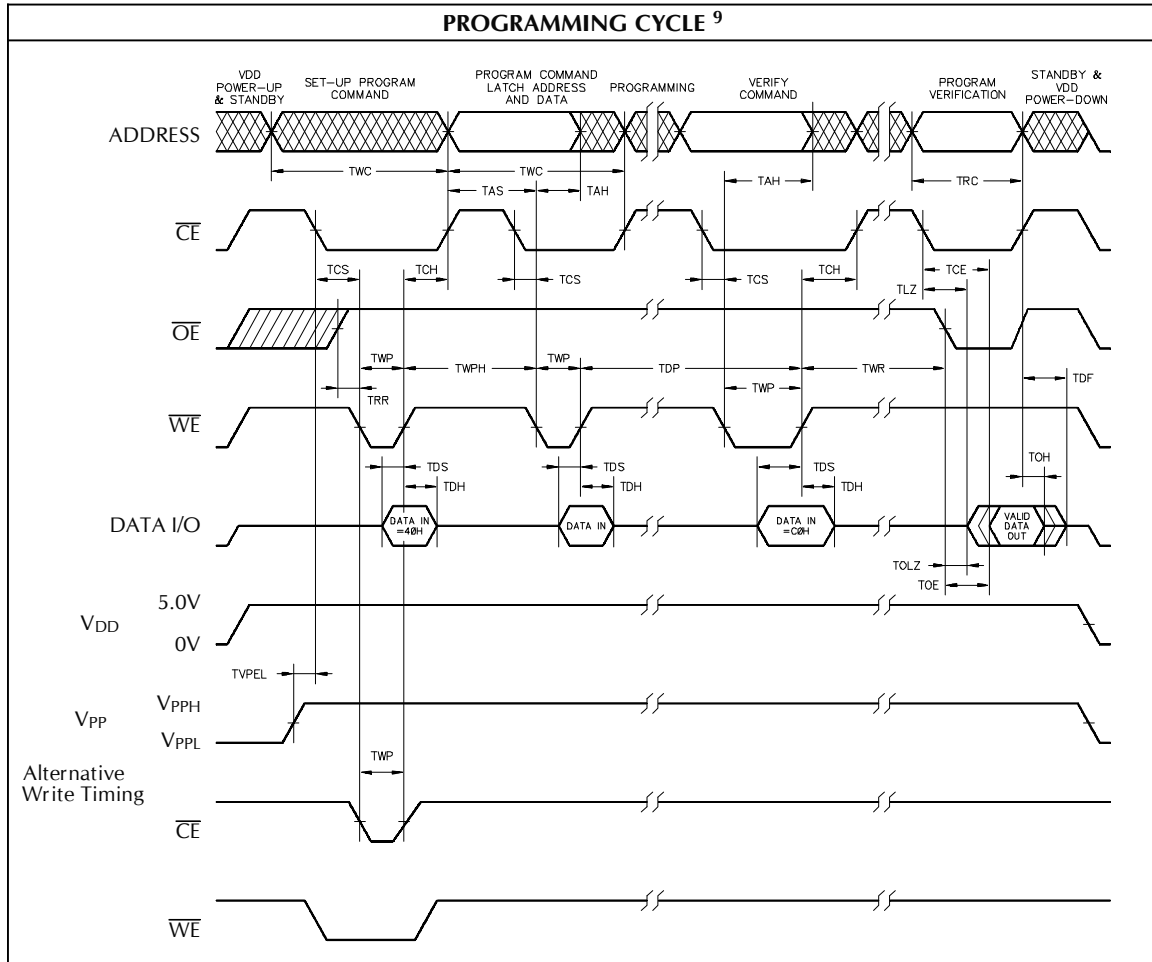 PROGRAMMING CYCLE 9
VDD
POWER-UP
& STANDBY
SET-UP PROGRAM
COMMAND
PROGRAM COMMAND
LATCH ADDRESS
AND DATA
PROGRAMMING
VERIFY
COMMAND
PROGRAM
VERIFICATION
STANDBY &
VDD
POWER-DOWN
ADDRESS
TWC
TWC
TAH
TRC
TAS
TAH
CE
TCS
TCH
TCS
TCS
TCH
TCE
TLZ
OE
TWP
TWPH
TWP
TDP
TWR
TWP
TDF
TRR
WE
TDS
TDH
TDS
TDH
TDS
TDH
TOH
DATA I/O
DATA IN
=40H
DATA IN
DATA IN
=C0H
VALID
DATA
OUT
TOLZ
TOE
5.0V
VDD
0V
TVPEL
VPPH
VPP
VPPL
TWP
Alternative
Write Timing
CE
WE